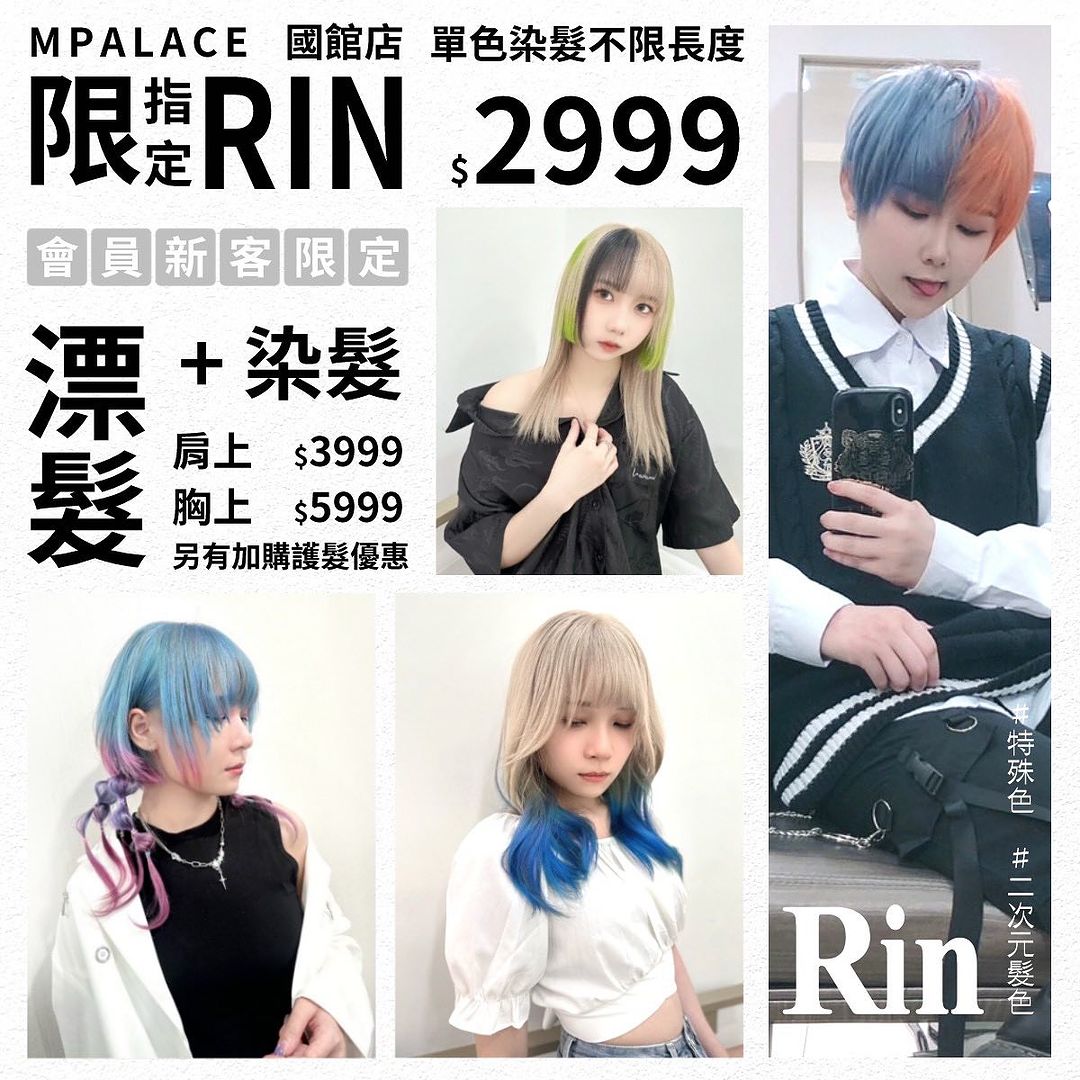 MPALACE 國館店 單色染髮不限長度
限指定RIN $2999
會員新客限定
漂髮 + 染髮
肩上 $3999
胸上 $5999
另有加購護髮優惠
#特殊色 #二次元髮色
Rin